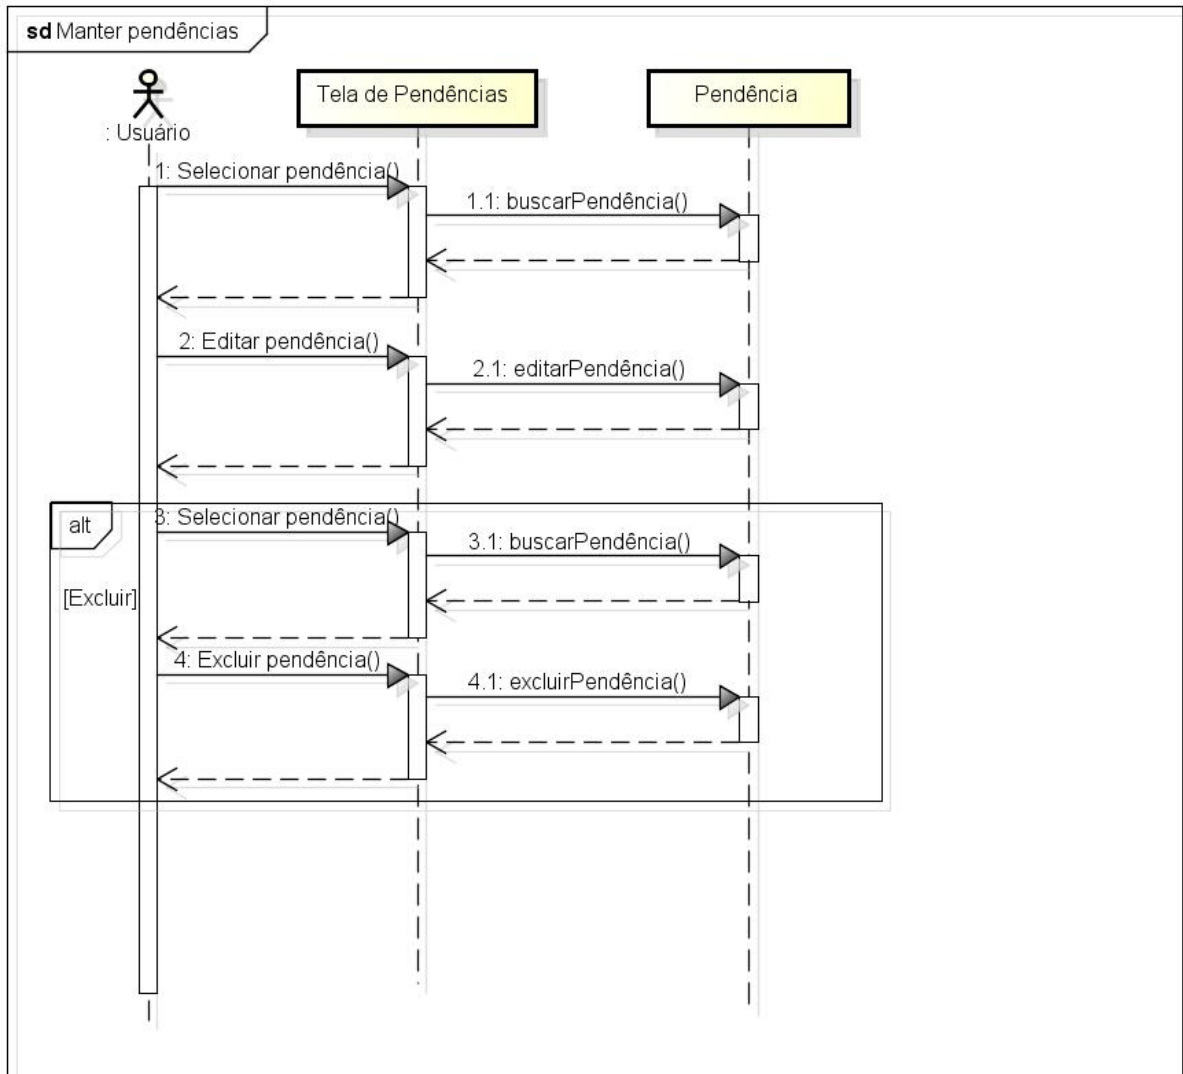 sd Manter pendências
: Usuário
Tela de Pendências
Pendência
1: Selecionar pendência()
1.1: buscarPendência()
2: Editar pendência()
2.1: editarPendência()
alt
3: Selecionar pendência()
3.1: buscarPendência()
[Excluir]
4: Excluir pendência()
4.1: excluirPendência()